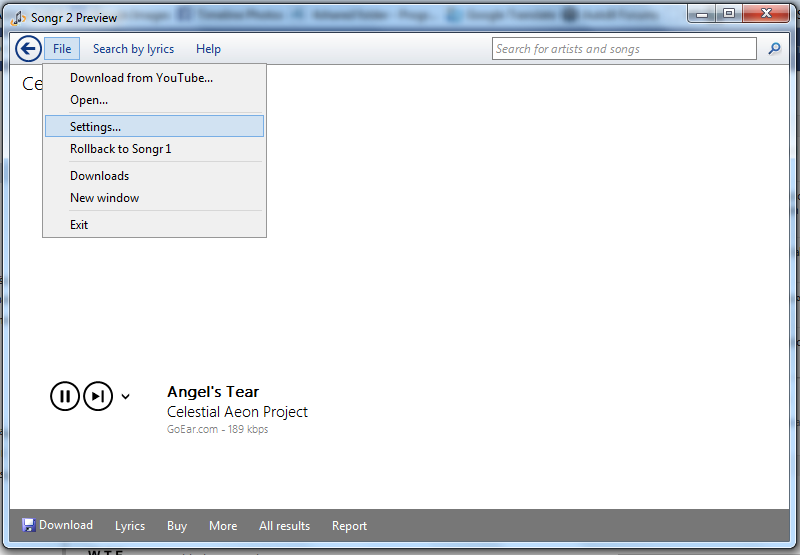 Songr 2 Preview
File Search by lyrics Help Search for artists and songs
Ce
Download from YouTube...
Open...
Settings...
Rollback to Songr 1
Downloads
New window
Exit
Angel's Tear
Celestial Aeon Project
GoEar.com - 189 kbps
Download Lyrics Buy More All results Report